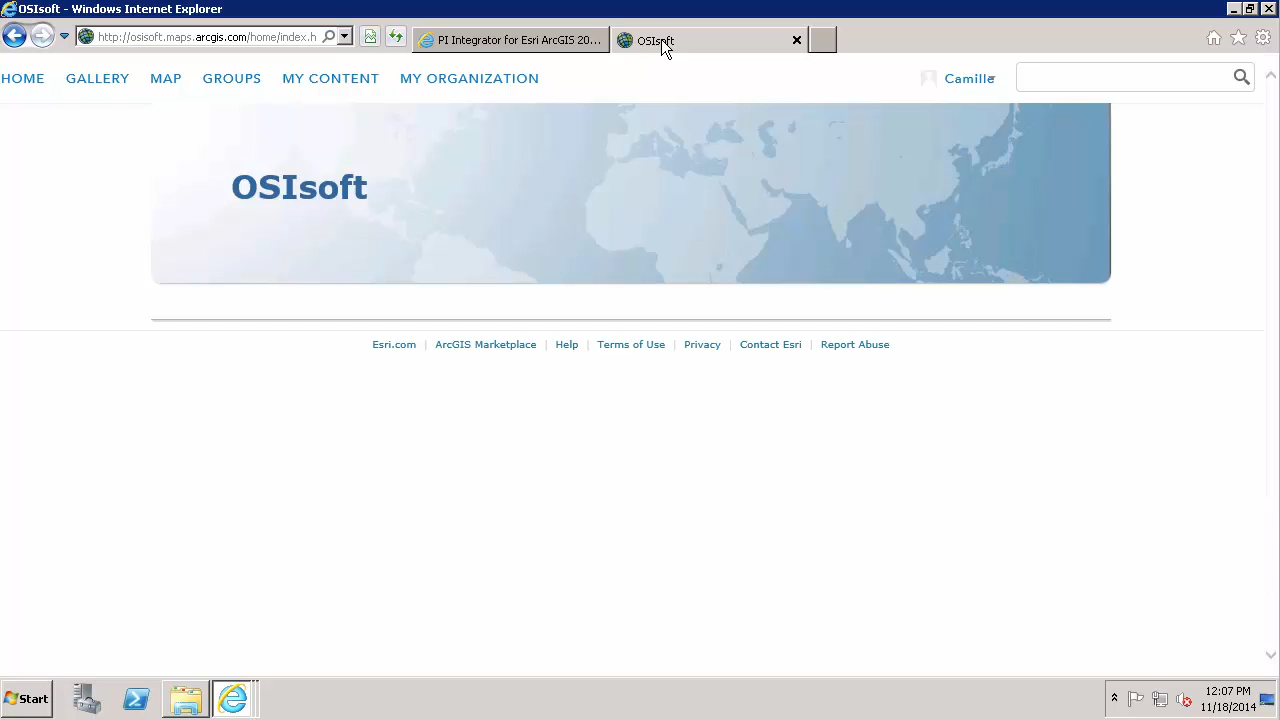 OSIsoft - Windows Internet Explorer
http://osisoft.maps.arcgis.com/home/index.h
PI Integrator for Esri ArcGIS 20...
OSIsoft
HOME GALLERY MAP GROUPS MY CONTENT MY ORGANIZATION Camille
OSIsoft
Esri.com | ArcGIS Marketplace | Help | Terms of Use | Privacy | Contact Esri | Report Abuse
Start
12:07 PM
11/18/2014